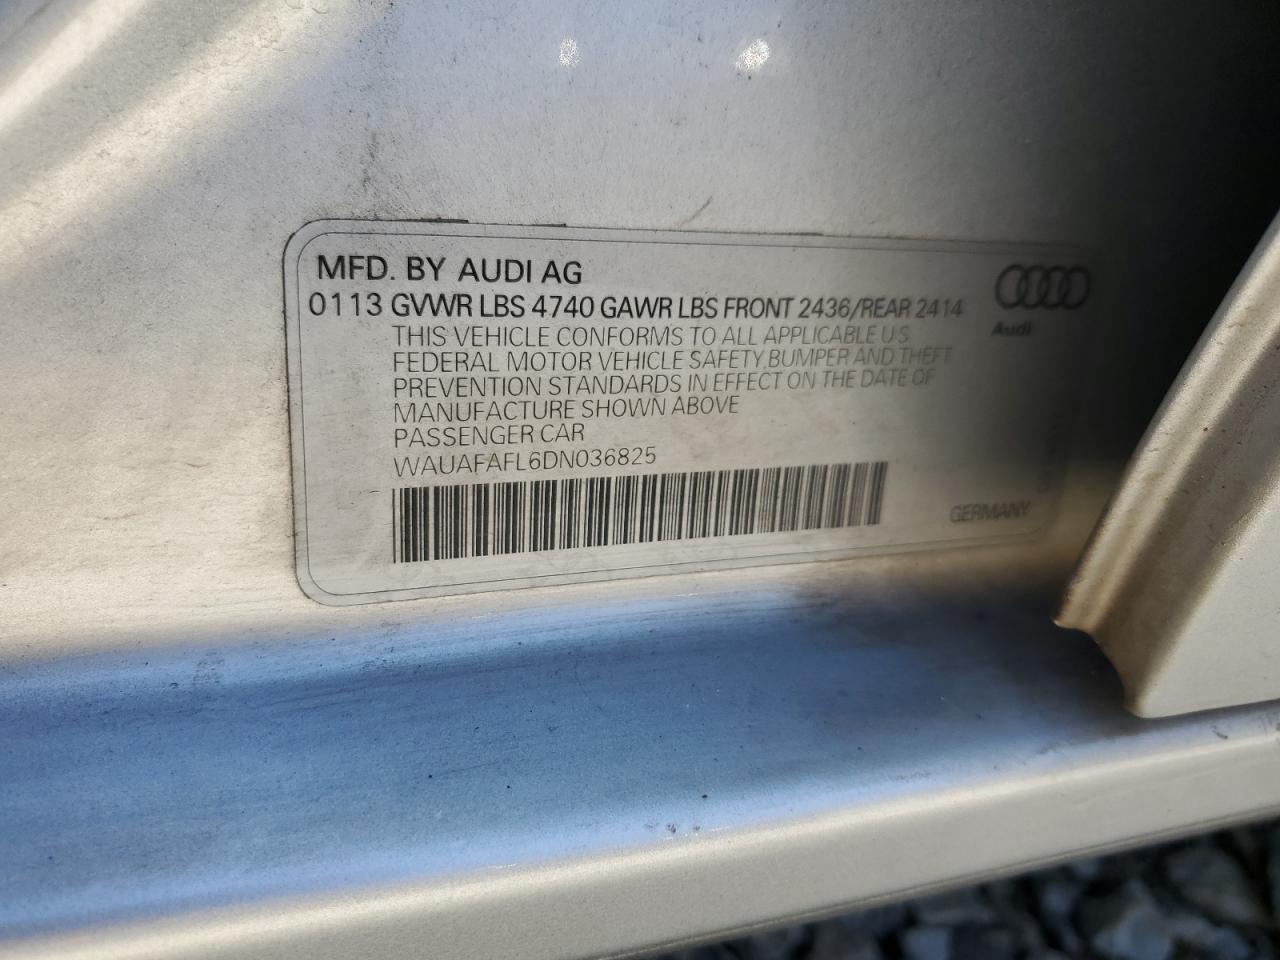 MFD. BY AUDI AG
0113 GVWR LBS 4740 GAWR LBS FRONT 2436/REAR 2414
Audi
THIS VEHICLE CONFORMS TO ALL APPLICABLE U S
FEDERAL MOTOR VEHICLE SAFETY, BUMPER AND THEFT
PREVENTION STANDARDS IN EFFECT ON THE DATE OF
MANUFACTURE SHOWN ABOVE
PASSENGER CAR
WAUAFAFL6DN036825
GERMANY